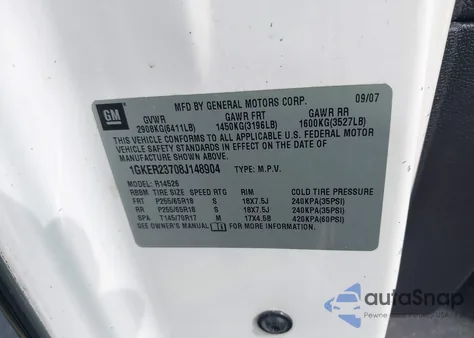 MFD BY GENERAL MOTORS CORP. 09/07
GM GVWR GAWR FRT GAWR RR
2908KG(6411LB) 1450KG(3196LB) 1600KG(3527LB)
THIS VEHICLE CONFORMS TO ALL APPLICABLE U.S. FEDERAL MOTOR
VEHICLE SAFETY STANDARDS IN EFFECT ON THE DATE OF
MANUFACTURE SHOWN ABOVE.
1GKER23708J148904 TYPE: M.P.V.
MODEL: R14526
RBBM TIRE SIZE SPEED RTG RIM COLD TIRE PRESSURE
FRT P255/65R18 S 18X7.5J 240KPA(35PSI)
RR P255/65R18 S 18X7.5J 240KPA(35PSI)
SPA T145/70R17 M 17X4.5B 420KPA(60PSI)
SEE OWNER'S MANUAL FOR MORE INFORMATION.
autoSnap